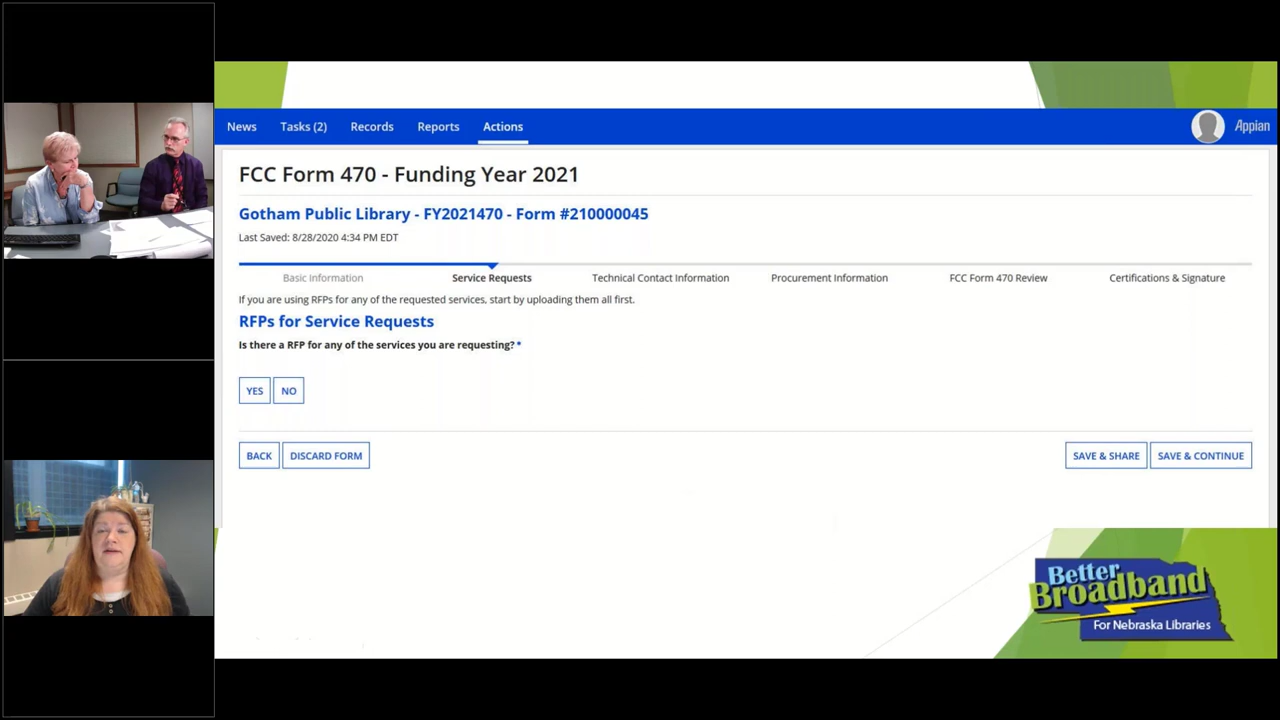 News Tasks (2) Records Reports Actions Appian
FCC Form 470 - Funding Year 2021
Gotham Public Library - FY2021470 - Form #210000045
Last Saved: 8/28/2020 4:34 PM EDT
Basic Information Service Requests Technical Contact Information Procurement Information FCC Form 470 Review Certifications & Signature
If you are using RFPs for any of the requested services, start by uploading them all first.
RFPs for Service Requests
Is there a RFP for any of the services you are requesting? *
YES NO
BACK DISCARD FORM SAVE & SHARE SAVE & CONTINUE
Better
Broadband
For Nebraska Libraries